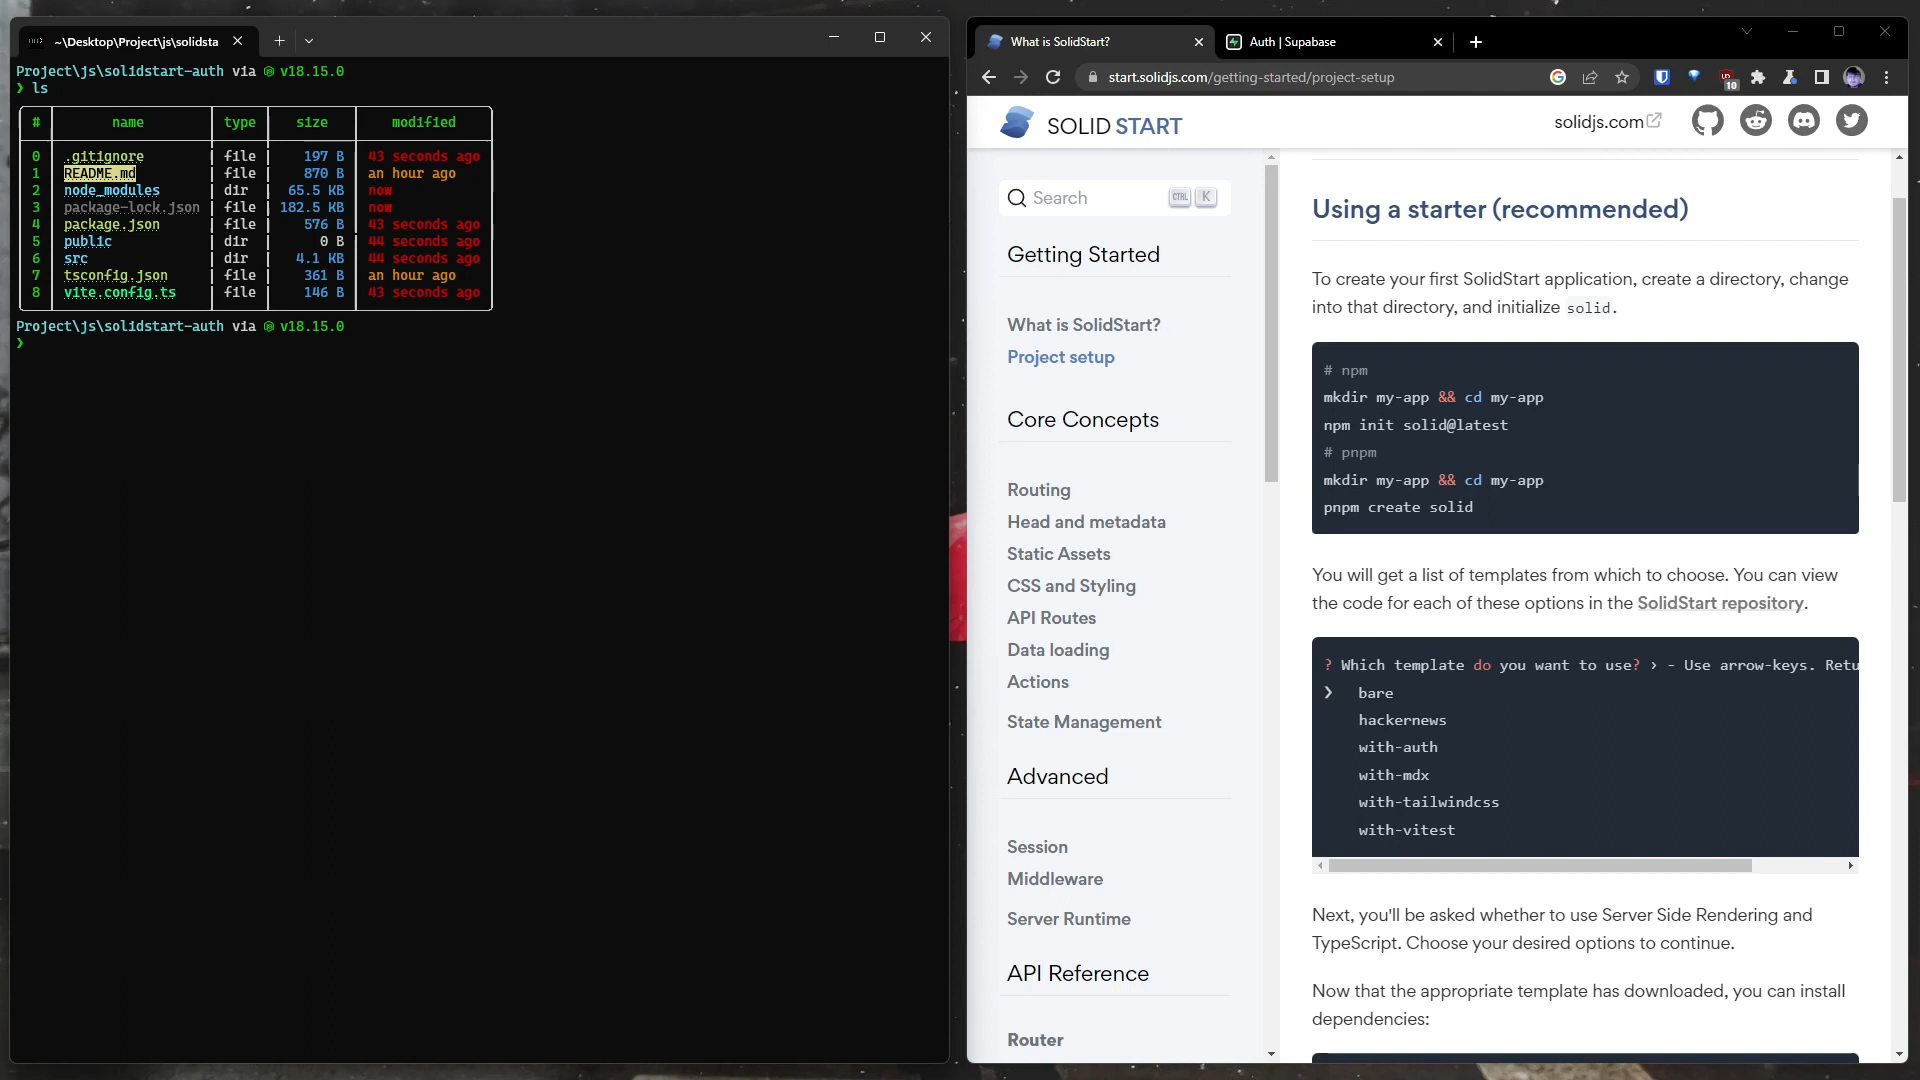 ~\Desktop\Project\js\solidsta
Project\js\solidstart-auth via v18.15.0
❯ ls
# name type size modified
0 .gitignore file 197 B 43 seconds ago
1 README.md file 870 B an hour ago
2 node_modules dir 65.5 KB now
3 package-lock.json file 182.5 KB now
4 package.json file 576 B 43 seconds ago
5 public dir 0 B 44 seconds ago
6 src dir 4.1 KB 44 seconds ago
7 tsconfig.json file 361 B an hour ago
8 vite.config.ts file 146 B 43 seconds ago
Project\js\solidstart-auth via v18.15.0
❯
What is SolidStart?
Auth | Supabase
start.solidjs.com/getting-started/project-setup
10
SOLID START
solidjs.com
Search CTRL K
Getting Started
What is SolidStart?
Project setup
Core Concepts
Routing
Head and metadata
Static Assets
CSS and Styling
API Routes
Data loading
Actions
State Management
Advanced
Session
Middleware
Server Runtime
API Reference
Router
Using a starter (recommended)
To create your first SolidStart application, create a directory, change
into that directory, and initialize solid.
# npm
mkdir my-app && cd my-app
npm init solid@latest
# pnpm
mkdir my-app && cd my-app
pnpm create solid
You will get a list of templates from which to choose. You can view
the code for each of these options in the SolidStart repository.
? Which template do you want to use? › - Use arrow-keys. Retu
❯ bare
hackernews
with-auth
with-mdx
with-tailwindcss
with-vitest
Next, you'll be asked whether to use Server Side Rendering and
TypeScript. Choose your desired options to continue.
Now that the appropriate template has downloaded, you can install
dependencies: